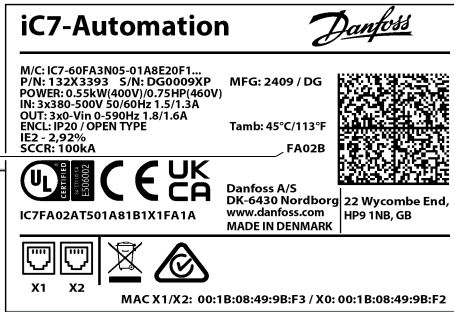 iC7-Automation
Danfoss
M/C: IC7-60FA3N05-01A8E20F1...
P/N: 132X3393 S/N: DG0009XP
MFG: 2409 / DG
POWER: 0.55kW(400V)/0.75HP(460V)
IN: 3x380-500V 50/60Hz 1.5/1.3A
OUT: 3x0-Vin 0-590Hz 1.8/1.6A
ENCL: IP20 / OPEN TYPE
Tamb: 45°C/113°F
IE2 - 2,92%
SCCR: 100kA
FA02B
UL CERTIFIED E506002
CE
UK
CA
Danfoss A/S
DK-6430 Nordborg
www.danfoss.com
MADE IN DENMARK
22 Wycombe End,
HP9 1NB, GB
IC7FA02AT501A81B1X1FA1A
X1 X2
MAC X1/X2: 00:1B:08:49:9B:F3 / X0: 00:1B:08:49:9B:F2